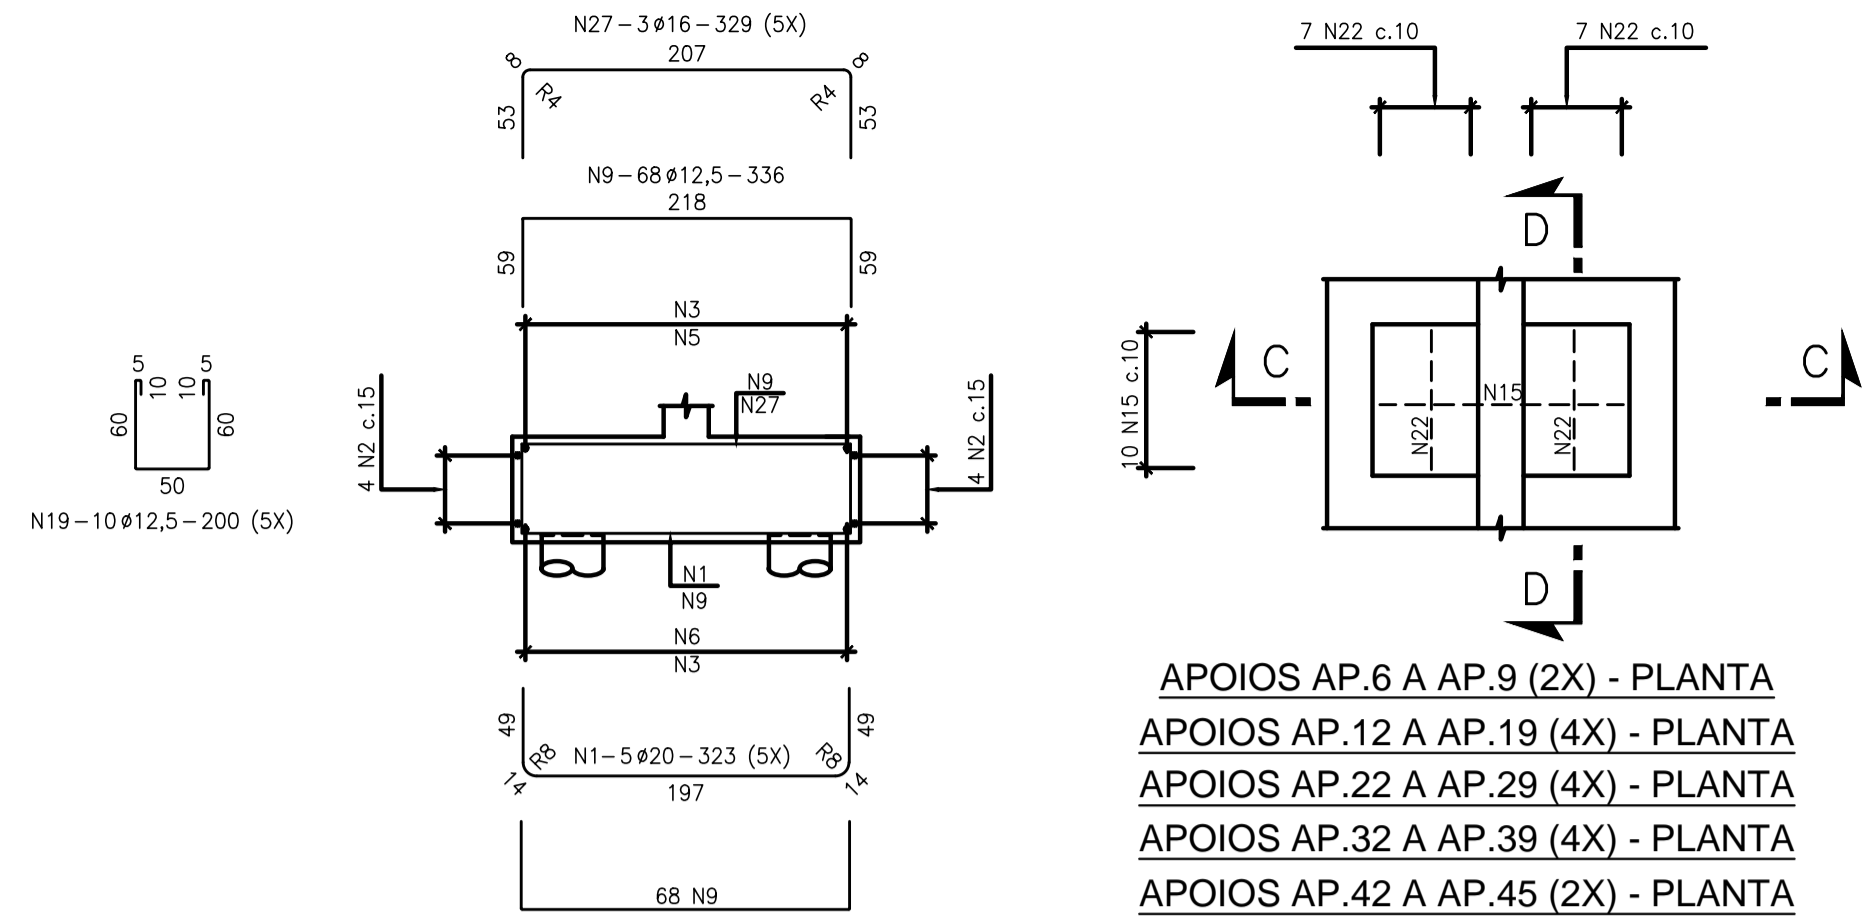 N27-3ø16-329 (5X)
207
8
8
R4
R4
53
53
N9-68ø12,5-336
218
59
59
N3
N5
N9
N27
4 N2 c.15
4 N2 c.15
5
5
10
10
60
60
50
N19-10ø12,5-200 (5X)
N1
N9
N6
N3
49
49
R8
R8
N1-5ø20-323 (5X)
14
14
197
68 N9
7 N22 c.10
7 N22 c.10
D
C
C
10 N15 c.10
N15
N22
N22
D
APOIOS AP.6 A AP.9 (2X) - PLANTA
APOIOS AP.12 A AP.19 (4X) - PLANTA
APOIOS AP.22 A AP.29 (4X) - PLANTA
APOIOS AP.32 A AP.39 (4X) - PLANTA
APOIOS AP.42 A AP.45 (2X) - PLANTA